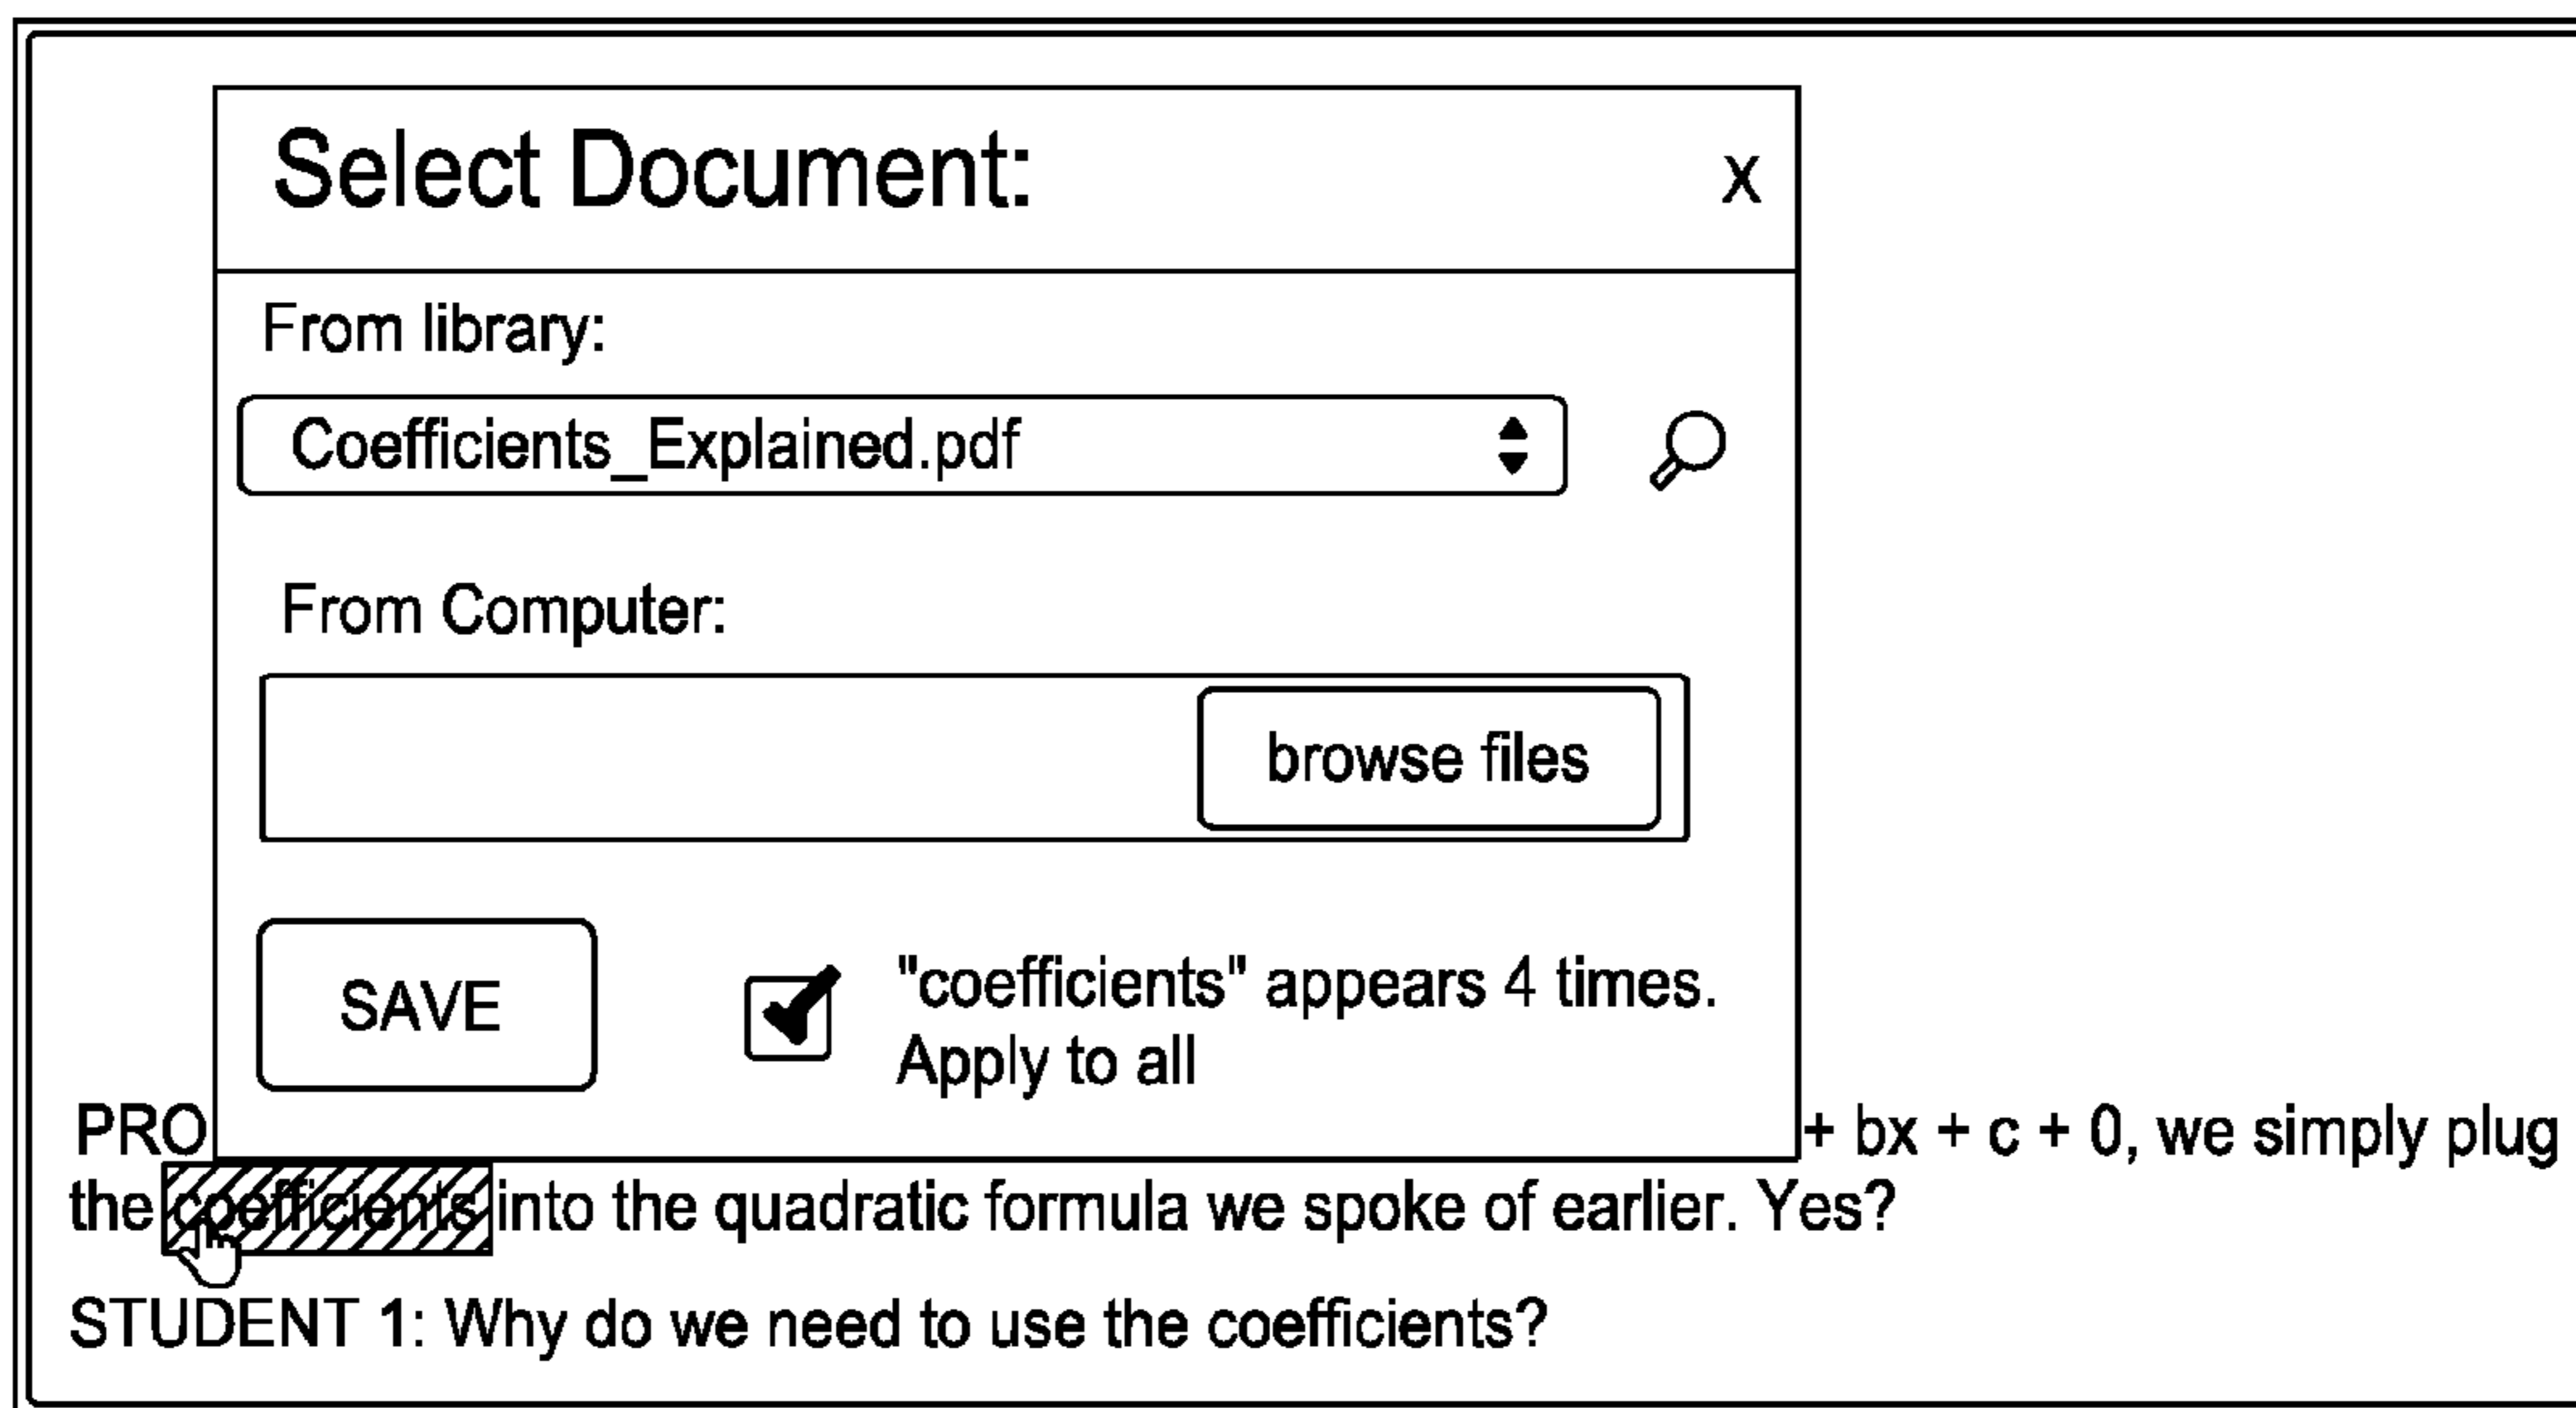 Select Document:
X
From library:
Coefficients_Explained.pdf
From Computer:
browse files
SAVE
"coefficients" appears 4 times.
Apply to all
PRO + bx + c + 0, we simply plug
the coefficients into the quadratic formula we spoke of earlier. Yes?
STUDENT 1: Why do we need to use the coefficients?